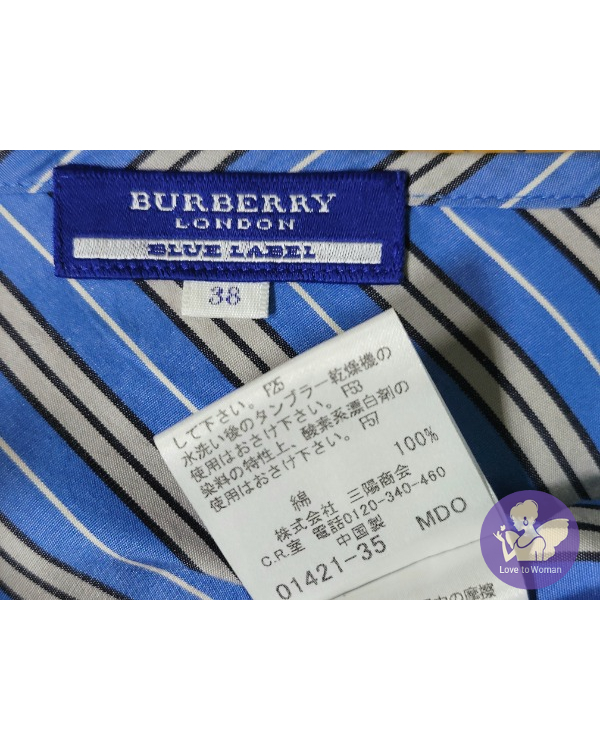 BURBERRY
LONDON
BLUE LABEL
38
して下さい。F25
水洗い後のタンブラー乾燥機の
使用はおさけ下さい。F53
染料の特性上、酸素系漂白剤の
使用はおさけ下さい。F57
綿 100%
株式会社 三陽商会
C.R.室 電話0120-340-460
中国製
01421-35 MDO
中の摩擦
Love to Woman